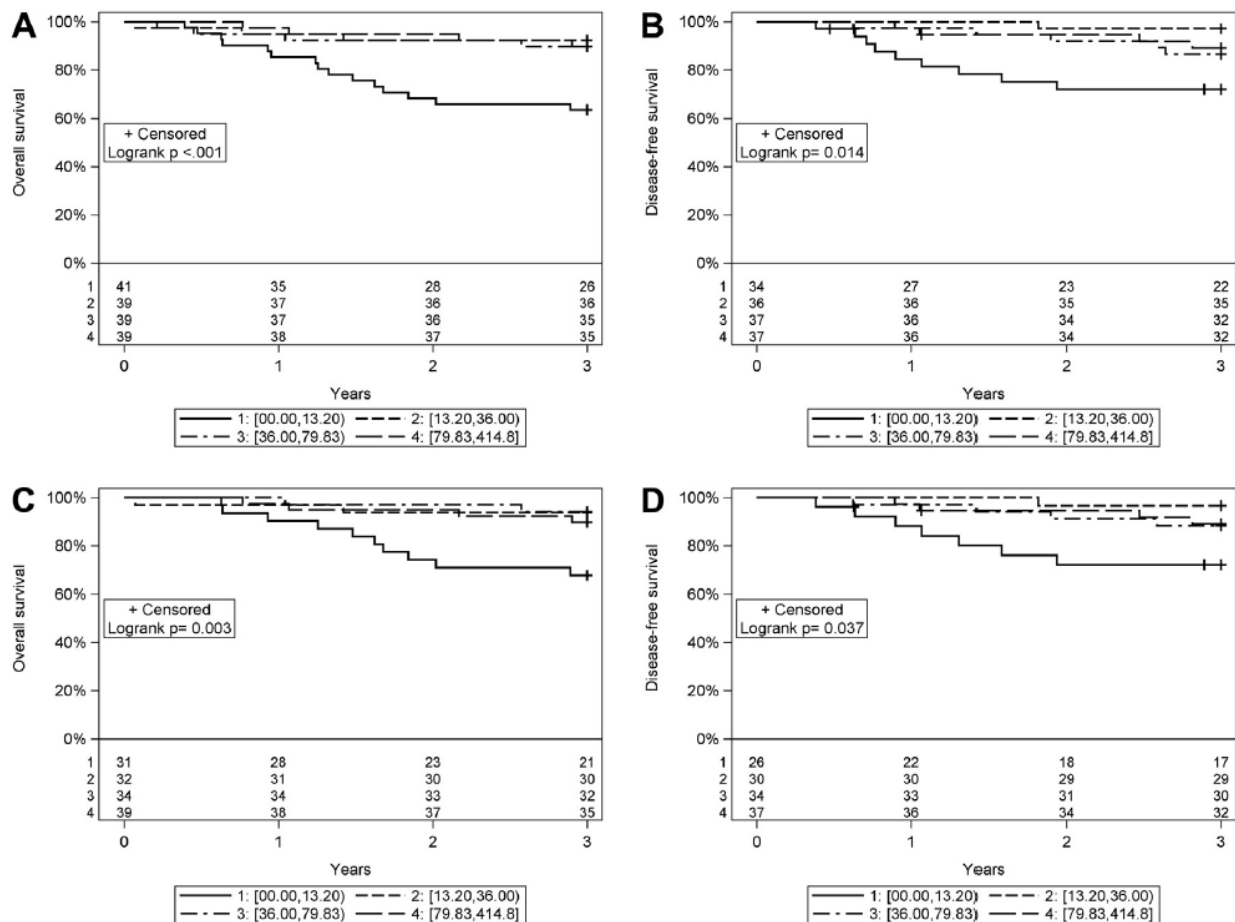 A
Overall survival
100%
80%
60%
40%
20%
0%
+ Censored
Logrank p <.001
1 41 35 28 26
2 39 37 36 36
3 39 37 36 35
4 39 38 37 35
0 1 2 3
Years
1: [00.00,13.20) 2: [13.20,36.00)
3: [36.00,79.83) 4: [79.83,414.8]
B
Disease-free survival
100%
80%
60%
40%
20%
0%
+ Censored
Logrank p= 0.014
1 34 27 23 22
2 36 36 35 35
3 37 36 34 32
4 37 36 34 32
0 1 2 3
Years
1: [00.00,13.20) 2: [13.20,36.00)
3: [36.00,79.83) 4: [79.83,414.8]
C
Overall survival
100%
80%
60%
40%
20%
0%
+ Censored
Logrank p= 0.003
1 31 28 23 21
2 32 31 30 30
3 34 34 33 32
4 39 38 37 35
0 1 2 3
Years
1: [00.00,13.20) 2: [13.20,36.00)
3: [36.00,79.83) 4: [79.83,414.8]
D
Disease-free survival
100%
80%
60%
40%
20%
0%
+ Censored
Logrank p= 0.037
1 26 22 18 17
2 30 30 29 29
3 34 33 31 30
4 37 36 34 32
0 1 2 3
Years
1: [00.00,13.20) 2: [13.20,36.00)
3: [36.00,79.83) 4: [79.83,414.8]